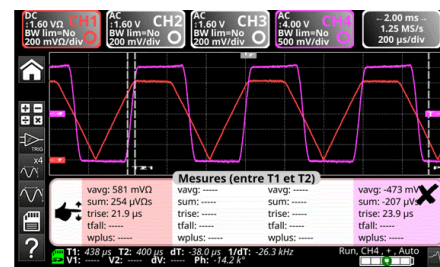 DC CH1
:1.60 V
BW lim=No
200 mVΩ/div
AC CH2
:1.60 V
BW lim=No
200 mV/div
AC CH3
:1.60 V
BW lim=No
200 mV/div
AC CH4
:4.00 V
BW lim=No
500 mV/div
←2.00 ms→
1.25 MS/s
200 µs/div
TRIG
x4
?
Mesures (entre T1 et T2)
vavg: 581 mVΩ
sum: 254 µVΩs
trise: 21.9 µs
tfall: -----
wplus: -----
vavg: -----
sum: -----
trise: -----
tfall: -----
wplus: -----
vavg: -----
sum: -----
trise: -----
tfall: -----
wplus: -----
vavg: -473 mV
sum: -207 µV
trise: 23.9 µs
tfall: -----
wplus: -----
T1: 438 µs T2: 400 µs dT: -38.0 µs 1/dT: -26.3 kHz
V1: ----- V2: ----- dV: ----- Ph: -14.2 k°
Run, CH4 , + , Auto